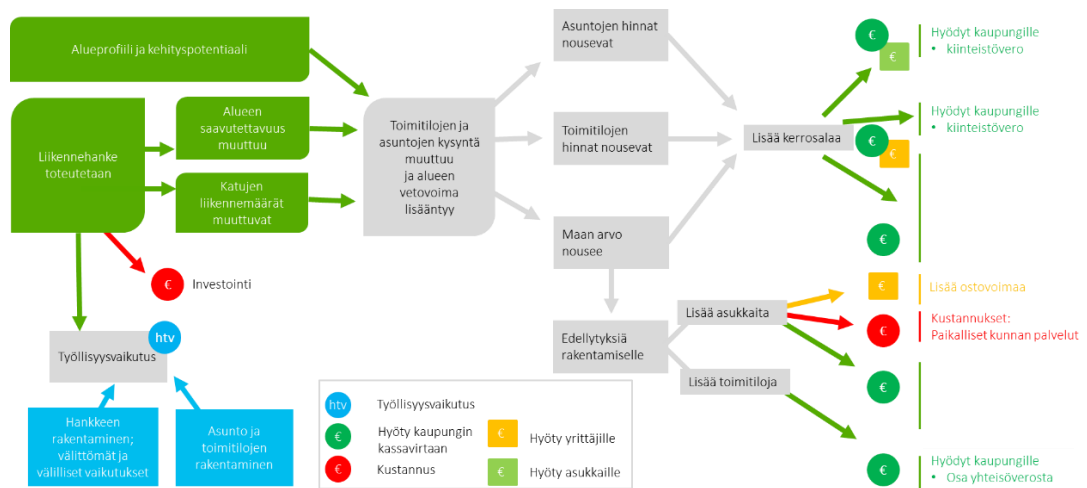 Alueprofiili ja kehityspotentiaali
Liikennehanke
toteutetaan
Alueen
saavutettavuus
muuttuu
Katujen
liikennemäärät
muuttuvat
€
Investointi
htv
Työllisyysvaikutus
Hankkeen
rakentaminen;
välittömät ja
välilliset vaikutukset
Asunto ja
toimitilojen
rakentaminen
Toimitilojen ja
asuntojen kysyntä
muuttuu
ja alueen
vetovoima
lisääntyy
Asuntojen hinnat
nousevat
Toimitilojen
hinnat nousevat
Maan arvo
nousee
Edellytyksiä
rakentamiselle
Lisää kerrosalaa
Lisää asukkaita
Lisää toimitiloja
€
€
Hyödyt kaupungille
• kiinteistövero
Hyödyt kaupungille
• kiinteistövero
€
€
€
€
Lisää ostovoimaa
€
Kustannukset:
Paikalliset kunnan palvelut
€
€
Hyödyt kaupungille
• Osa yhteisöverosta
htv
Työllisyysvaikutus
€
Hyöty kaupungin
kassavirtaan
€
Kustannus
€
Hyöty yrittäjille
€
Hyöty asukkaille